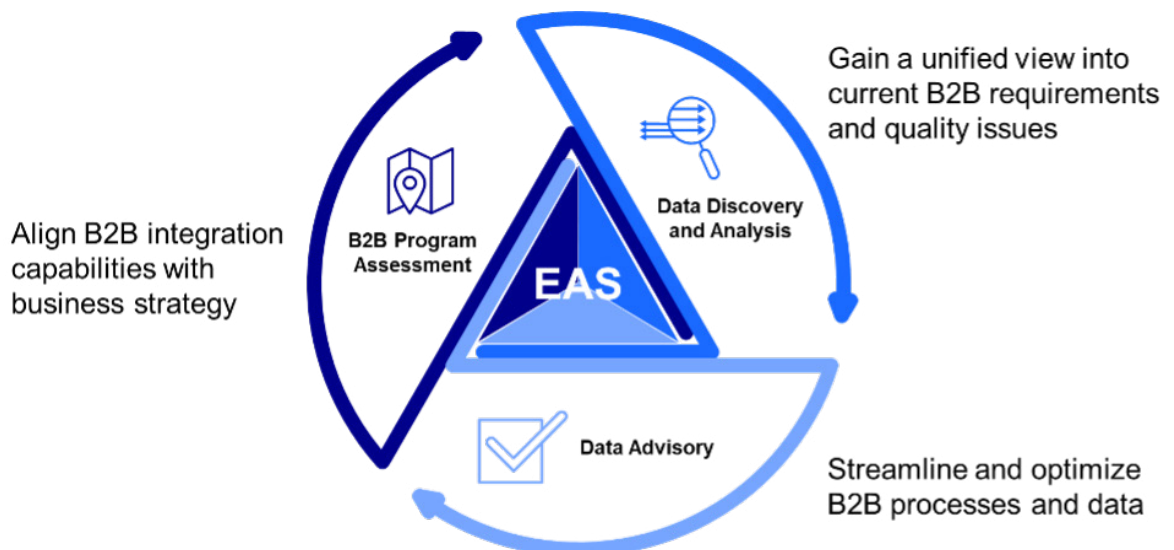 Align B2B integration
capabilities with
business strategy
B2B Program
Assessment
EAS
Data Discovery
and Analysis
Gain a unified view into
current B2B requirements
and quality issues
Data Advisory
Streamline and optimize
B2B processes and data